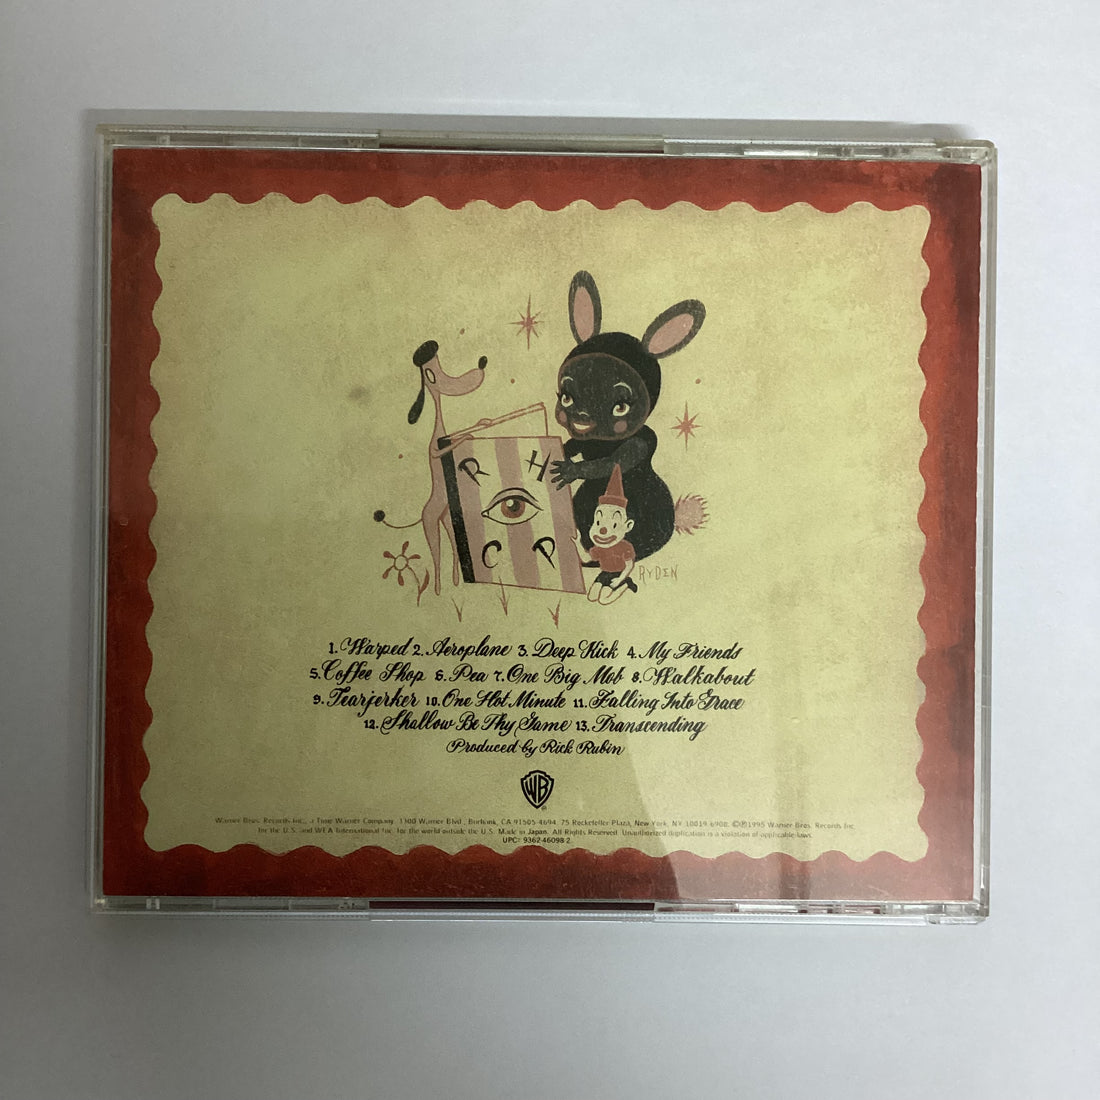 R H
C P
RYDEN
1. Warped 2. Aeroplane 3. Deep Kick 4. My Friends
5. Coffee Shop 6. Pea 7. One Big Mob 8. Walkabout
9. Tearjerker 10. One Hot Minute 11. Falling Into Grace
12. Shallow Be Thy Game 13. Transcending
Produced by Rick Rubin
WB
Warner Bros. Records Inc., a Time Warner Company. 3300 Warner Blvd., Burbank, CA 91505-4694. 75 Rockefeller Plaza, New York, NY 10019-6908. ©℗1995 Warner Bros. Records Inc.
for the U.S. and WEA International Inc. for the world outside the U.S. Made in Japan. All Rights Reserved. Unauthorized duplication is a violation of applicable laws.
UPC: 9362-46098-2